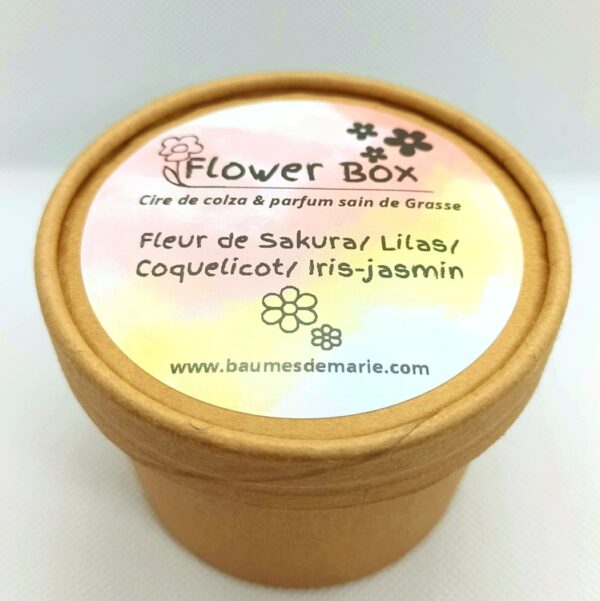 Flower Box
Cire de colza & parfum sain de Grasse
Fleur de Sakura/ Lilas/
Coquelicot/ Iris-jasmin
www.baumesdemarie.com